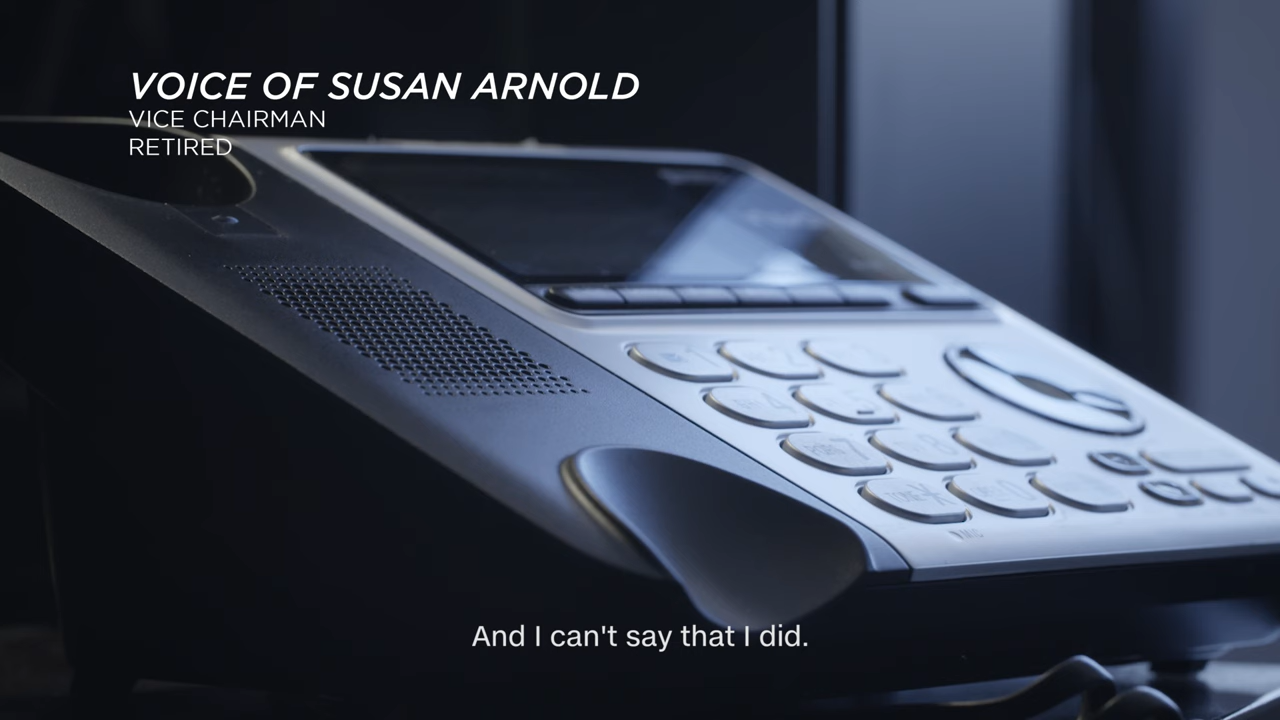 VOICE OF SUSAN ARNOLD
VICE CHAIRMAN
RETIRED
And I can't say that I did.